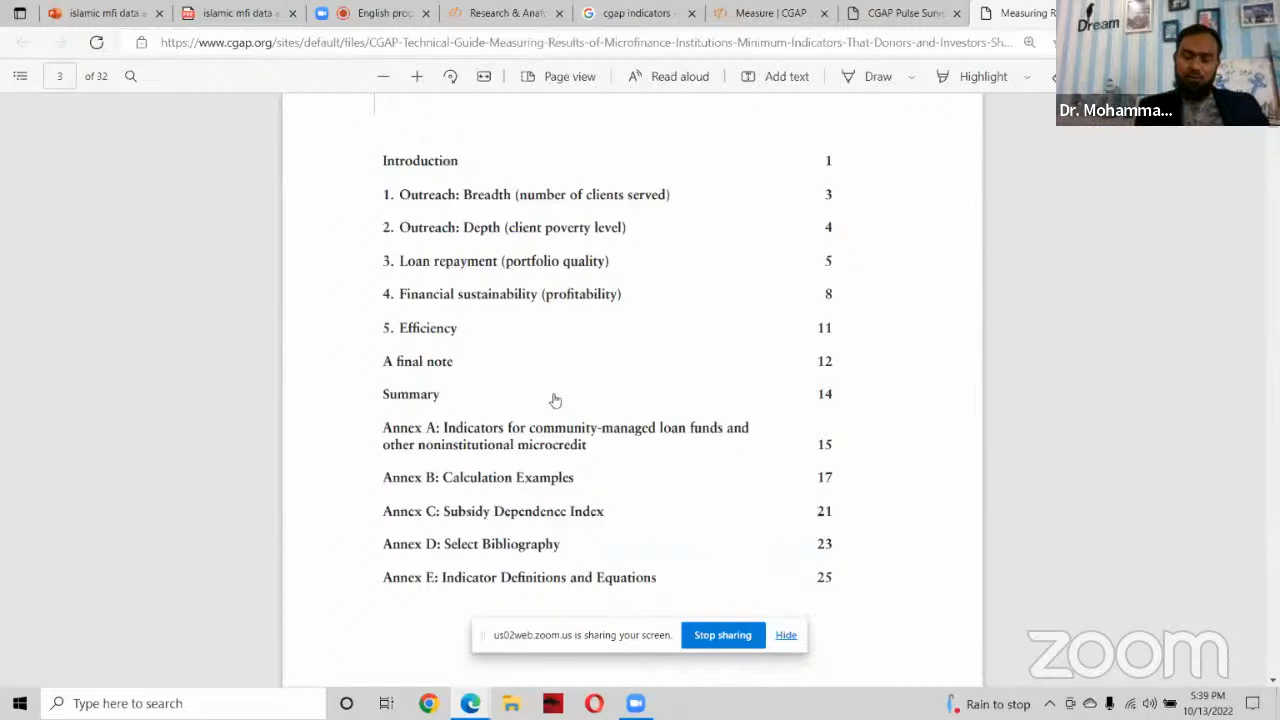 islamic mfi data a
islamic mfi data a
English prop
Research & Anal
cgap indicators -
Measure | CGAP
CGAP Pulse Surv
Measuring R
https://www.cgap.org/sites/default/files/CGAP-Technical-Guide-Measuring-Results-of-Microfinance-Institutions-Minimum-Indicators-That-Donors-and-Investors-Sh...
3 of 32
Page view
Read aloud
Add text
Draw
Highlight
Dream
Dr. Mohamma...
Introduction 1
1. Outreach: Breadth (number of clients served) 3
2. Outreach: Depth (client poverty level) 4
3. Loan repayment (portfolio quality) 5
4. Financial sustainability (profitability) 8
5. Efficiency 11
A final note 12
Summary 14
Annex A: Indicators for community-managed loan funds and
other noninstitutional microcredit 15
Annex B: Calculation Examples 17
Annex C: Subsidy Dependence Index 21
Annex D: Select Bibliography 23
Annex E: Indicator Definitions and Equations 25
us02web.zoom.us is sharing your screen. Stop sharing Hide
zoom
Type here to search
Rain to stop
5:39 PM
10/13/2022